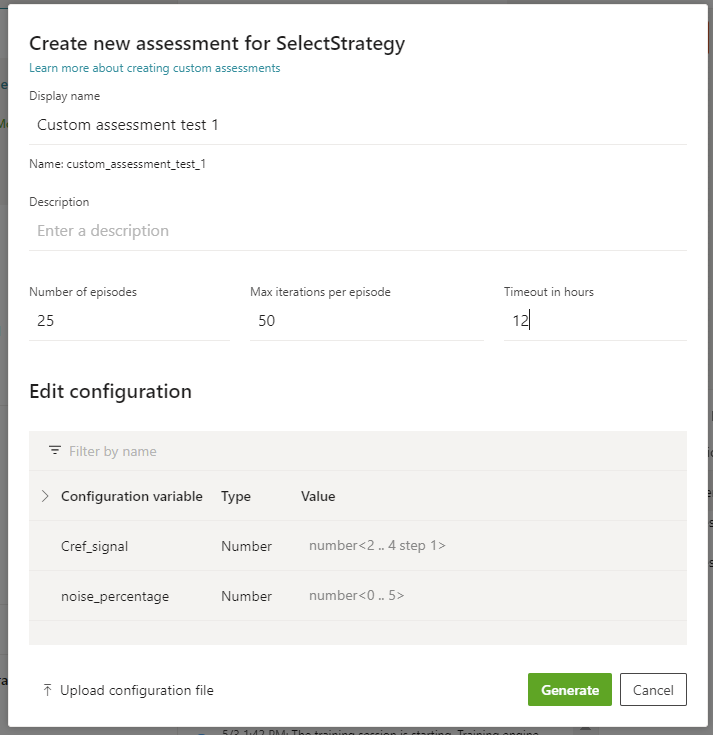 Create new assessment for SelectStrategy
Learn more about creating custom assessments
Display name
Custom assessment test 1
Name: custom_assessment_test_1
Description
Enter a description
Number of episodes Max iterations per episode Timeout in hours
25 50 12
Edit configuration
Filter by name
Configuration variable Type Value
Cref_signal Number number<2 .. 4 step 1>
noise_percentage Number number<0 .. 5>
Upload configuration file Generate Cancel